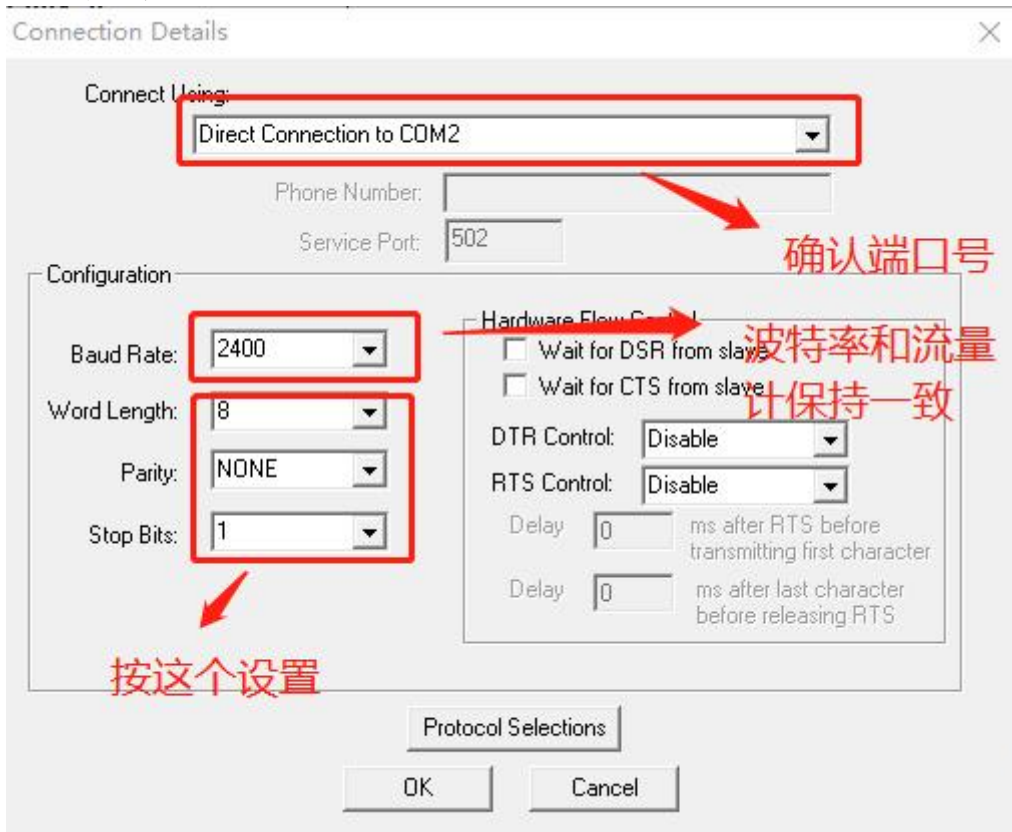 Connection Details
Connect Using:
Direct Connection to COM2
Phone Number:
Service Port: 502
确认端口号
Configuration
Baud Rate: 2400
Word Length: 8
Parity: NONE
Stop Bits: 1
按这个设置
Hardware Flow Control
Wait for DSR from slave
Wait for CTS from slave
波特率和流量
计保持一致
DTR Control: Disable
RTS Control: Disable
Delay 0 ms after RTS before
transmitting first character
Delay 0 ms after last character
before releasing RTS
Protocol Selections
OK Cancel